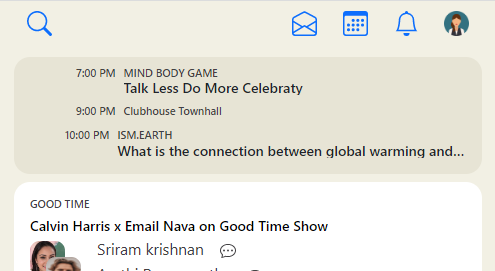 7:00 PM MIND BODY GAME
Talk Less Do More Celebraty
9:00 PM Clubhouse Townhall
10:00 PM ISM.EARTH
What is the connection between global warming and...
GOOD TIME
Calvin Harris x Email Nava on Good Time Show
Sriram krishnan